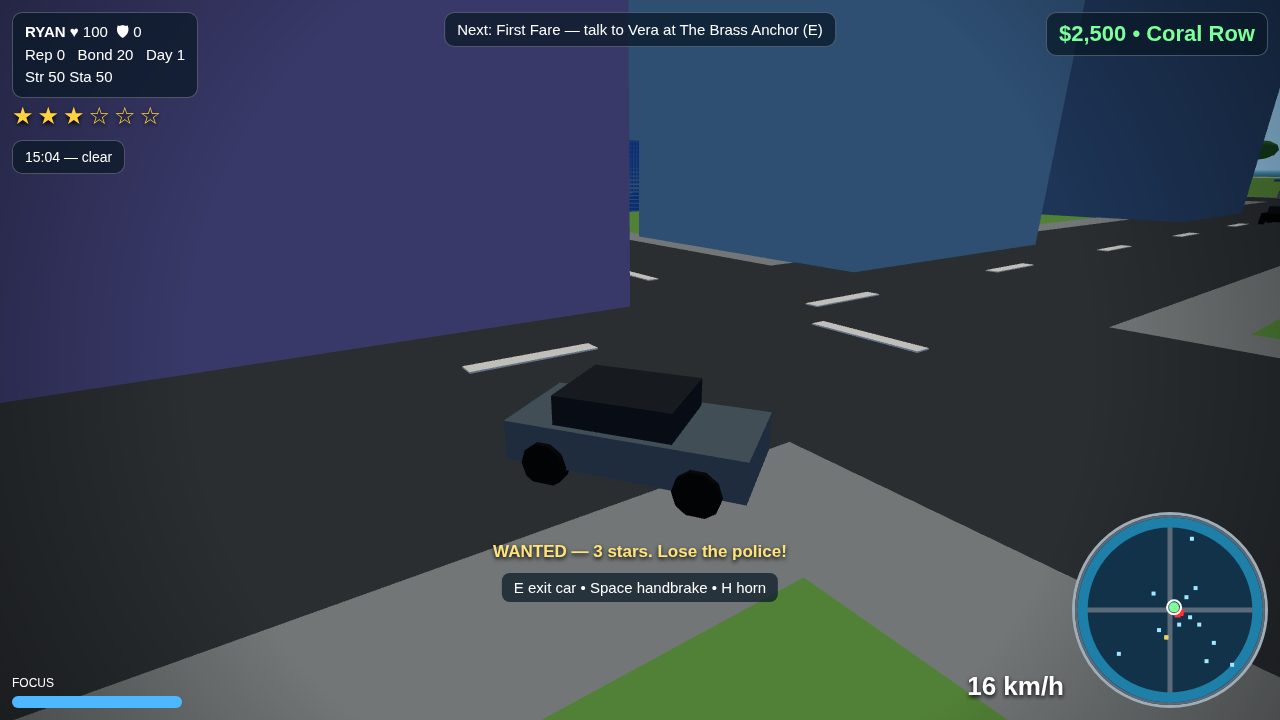 RYAN ♥ 100 🛡 0
Rep 0 Bond 20 Day 1
Str 50 Sta 50
★★★☆☆☆
15:04 — clear
Next: First Fare — talk to Vera at The Brass Anchor (E)
$2,500 • Coral Row
WANTED — 3 stars. Lose the police!
E exit car • Space handbrake • H horn
FOCUS
16 km/h